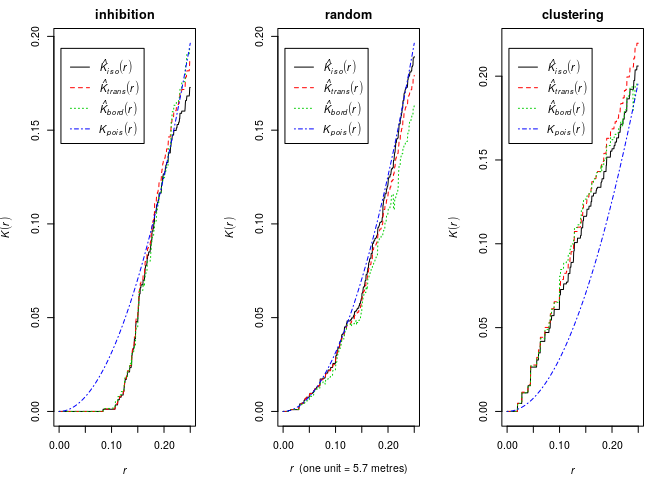 inhibition
K(r)
0.00 0.05 0.10 0.15 0.20
K̂iso(r)
K̂trans(r)
K̂bord(r)
Kpois(r)
0.00 0.10 0.20
r
random
K(r)
0.00 0.05 0.10 0.15 0.20
K̂iso(r)
K̂trans(r)
K̂bord(r)
Kpois(r)
0.00 0.10 0.20
r (one unit = 5.7 metres)
clustering
K(r)
0.00 0.05 0.10 0.15 0.20
K̂iso(r)
K̂trans(r)
K̂bord(r)
Kpois(r)
0.00 0.10 0.20
r